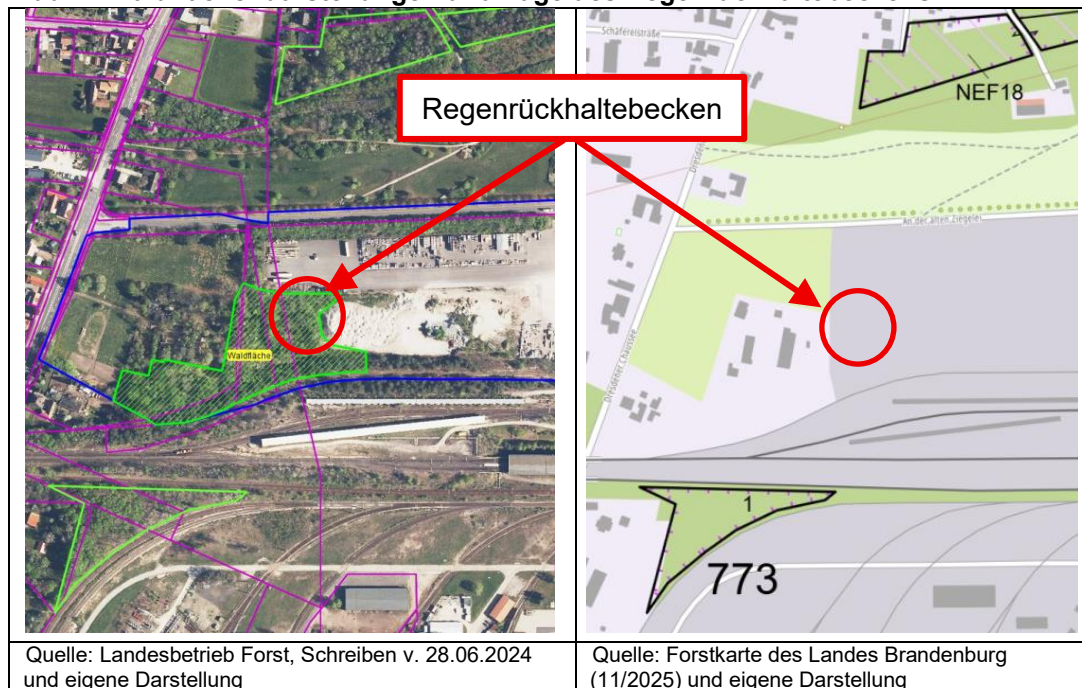 Regenrückhaltebecken
Waldfläche
Schäfereistraße
NEF18
Dresdener
An der alten Ziegelei
Dresdener Chaussee
1
773
Quelle: Landesbetrieb Forst, Schreiben v. 28.06.2024
und eigene Darstellung
Quelle: Forstkarte des Landes Brandenburg
(11/2025) und eigene Darstellung